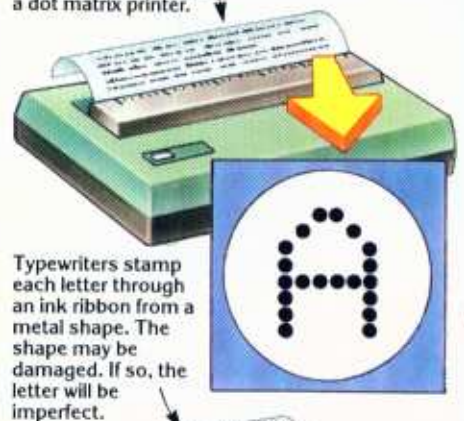 a dot matrix printer.
A
Typewriters stamp
each letter through
an ink ribbon from a
metal shape. The
shape may be
damaged. If so, the
letter will be
imperfect.